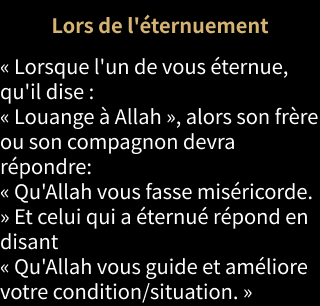 Lors de l'éternuement
« Lorsque l'un de vous éternue,
qu'il dise :
« Louange à Allah », alors son frère
ou son compagnon devra
répondre:
« Qu'Allah vous fasse miséricorde.
» Et celui qui a éternué répond en
disant
« Qu'Allah vous guide et améliore
votre condition/situation. »